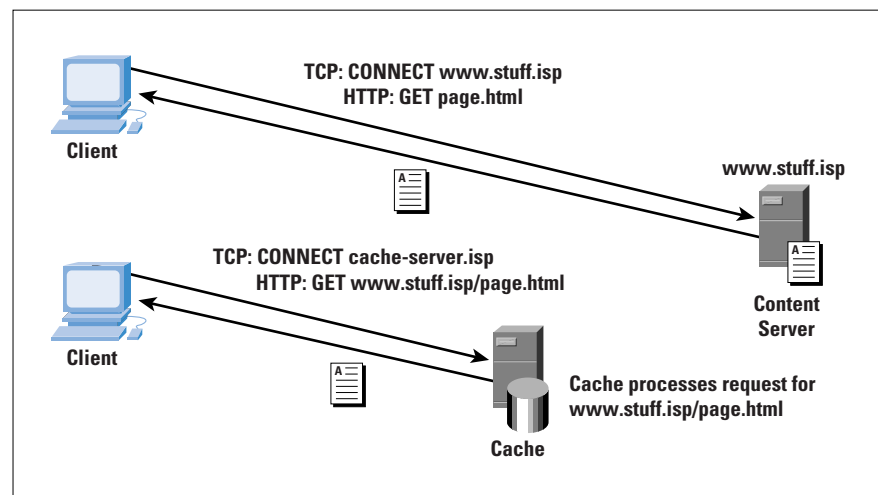 TCP: CONNECT www.stuff.isp
HTTP: GET page.html
Client
www.stuff.isp
A
A
Content
Server
TCP: CONNECT cache-server.isp
HTTP: GET www.stuff.isp/page.html
Client
A
Cache processes request for
www.stuff.isp/page.html
Cache